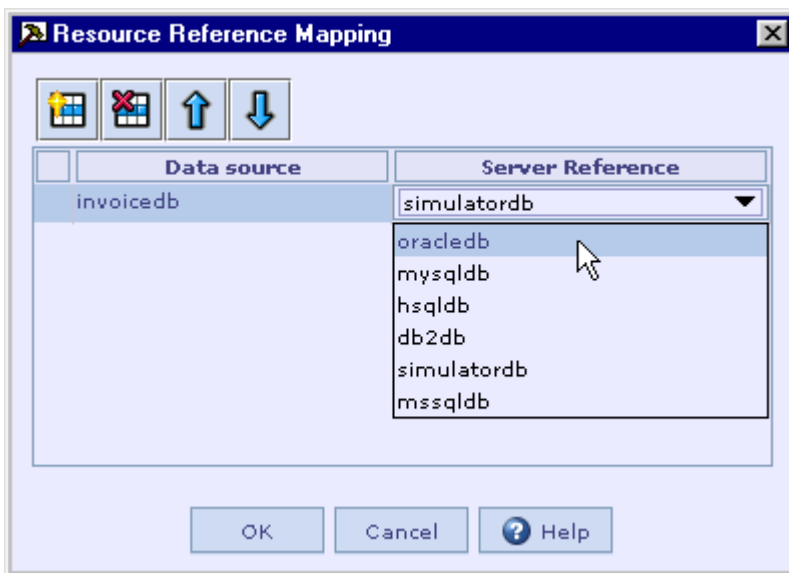 Resource Reference Mapping
Data source Server Reference
invoicedb simulatordb
oracledb
mysqldb
hsqldb
db2db
simulatordb
mssqldb
OK Cancel Help